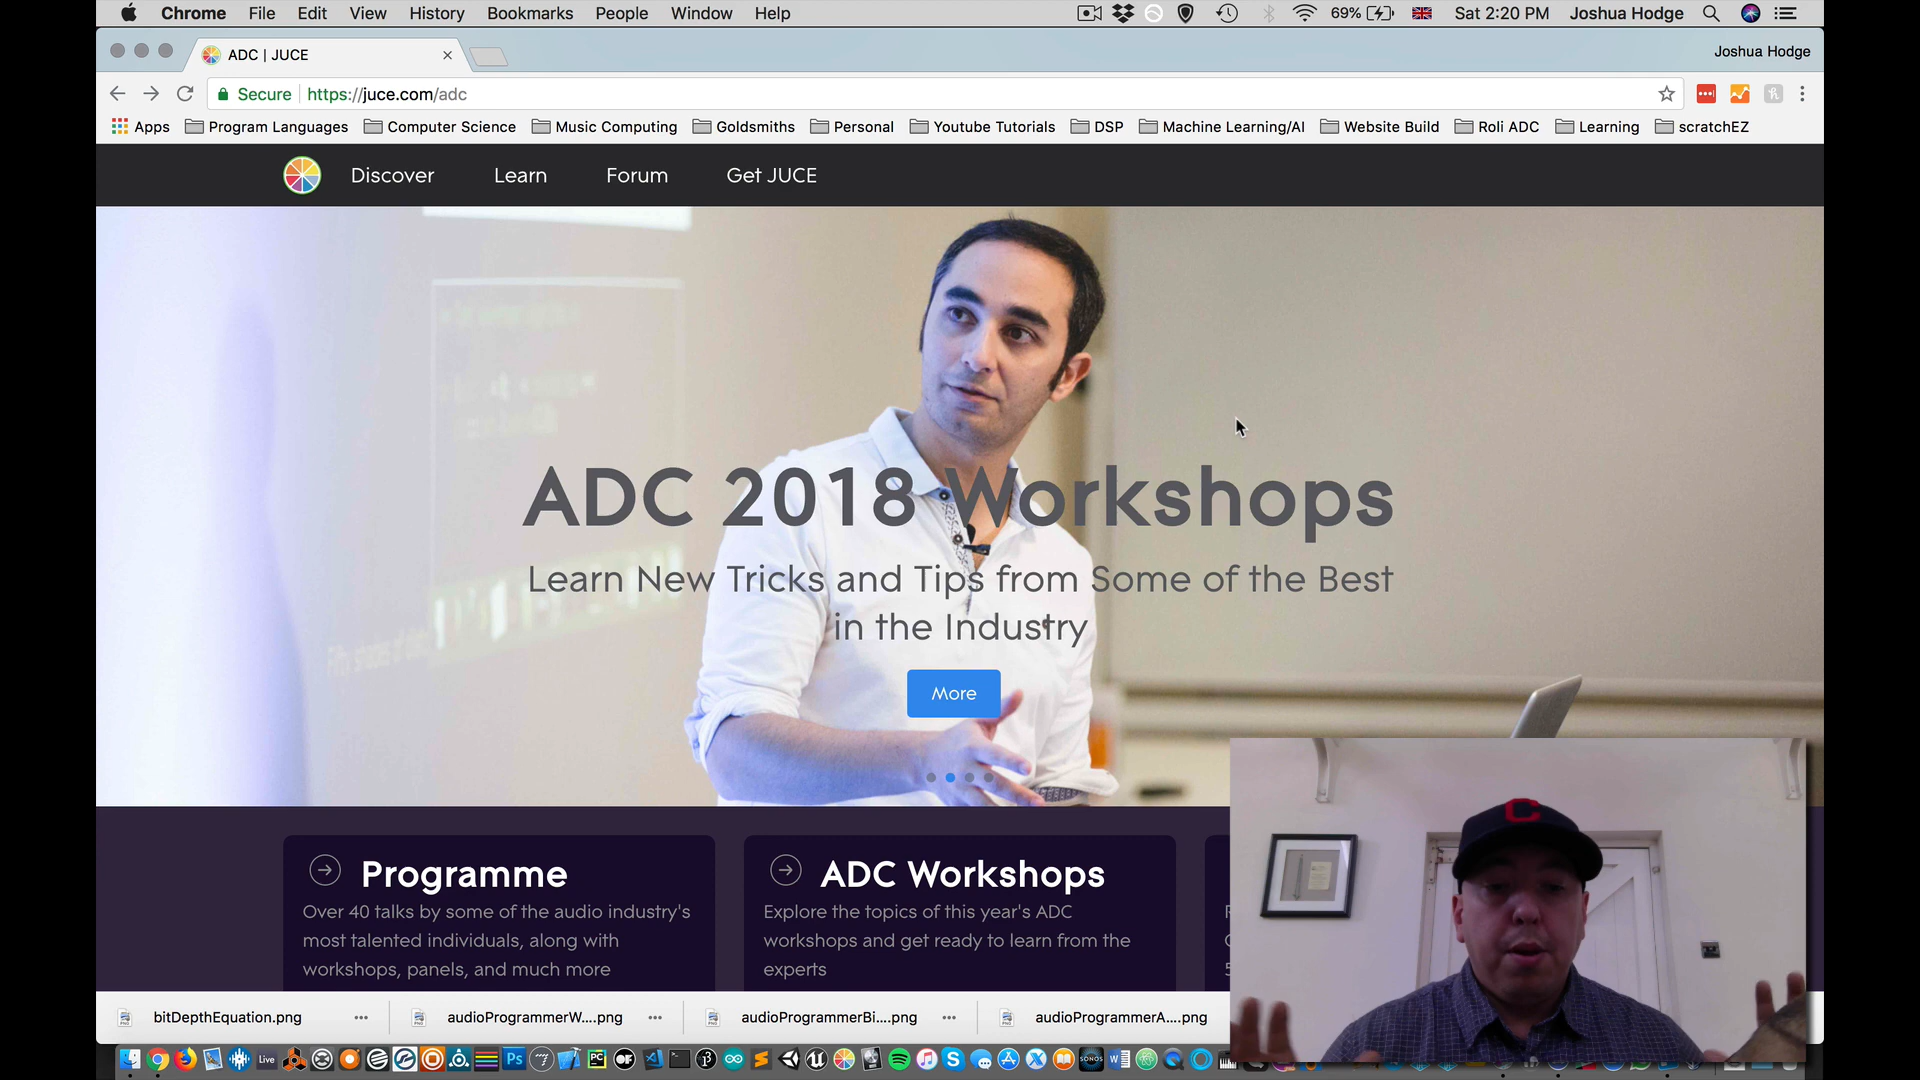 Chrome File Edit View History Bookmarks People Window Help 69% Sat 2:20 PM Joshua Hodge
ADC | JUCE Joshua Hodge
Secure https://juce.com/adc
Apps Program Languages Computer Science Music Computing Goldsmiths Personal Youtube Tutorials DSP Machine Learning/AI Website Build Roli ADC Learning scratchEZ
Discover Learn Forum Get JUCE
ADC 2018 Workshops
Learn New Tricks and Tips from Some of the Best
in the Industry
More
Programme
Over 40 talks by some of the audio industry's
most talented individuals, along with
workshops, panels, and much more
ADC Workshops
Explore the topics of this year's ADC
workshops and get ready to learn from the
experts
bitDepthEquation.png audioProgrammerW....png audioProgrammerBi....png audioProgrammerA....png
Live Ps PC OF SONOS
C